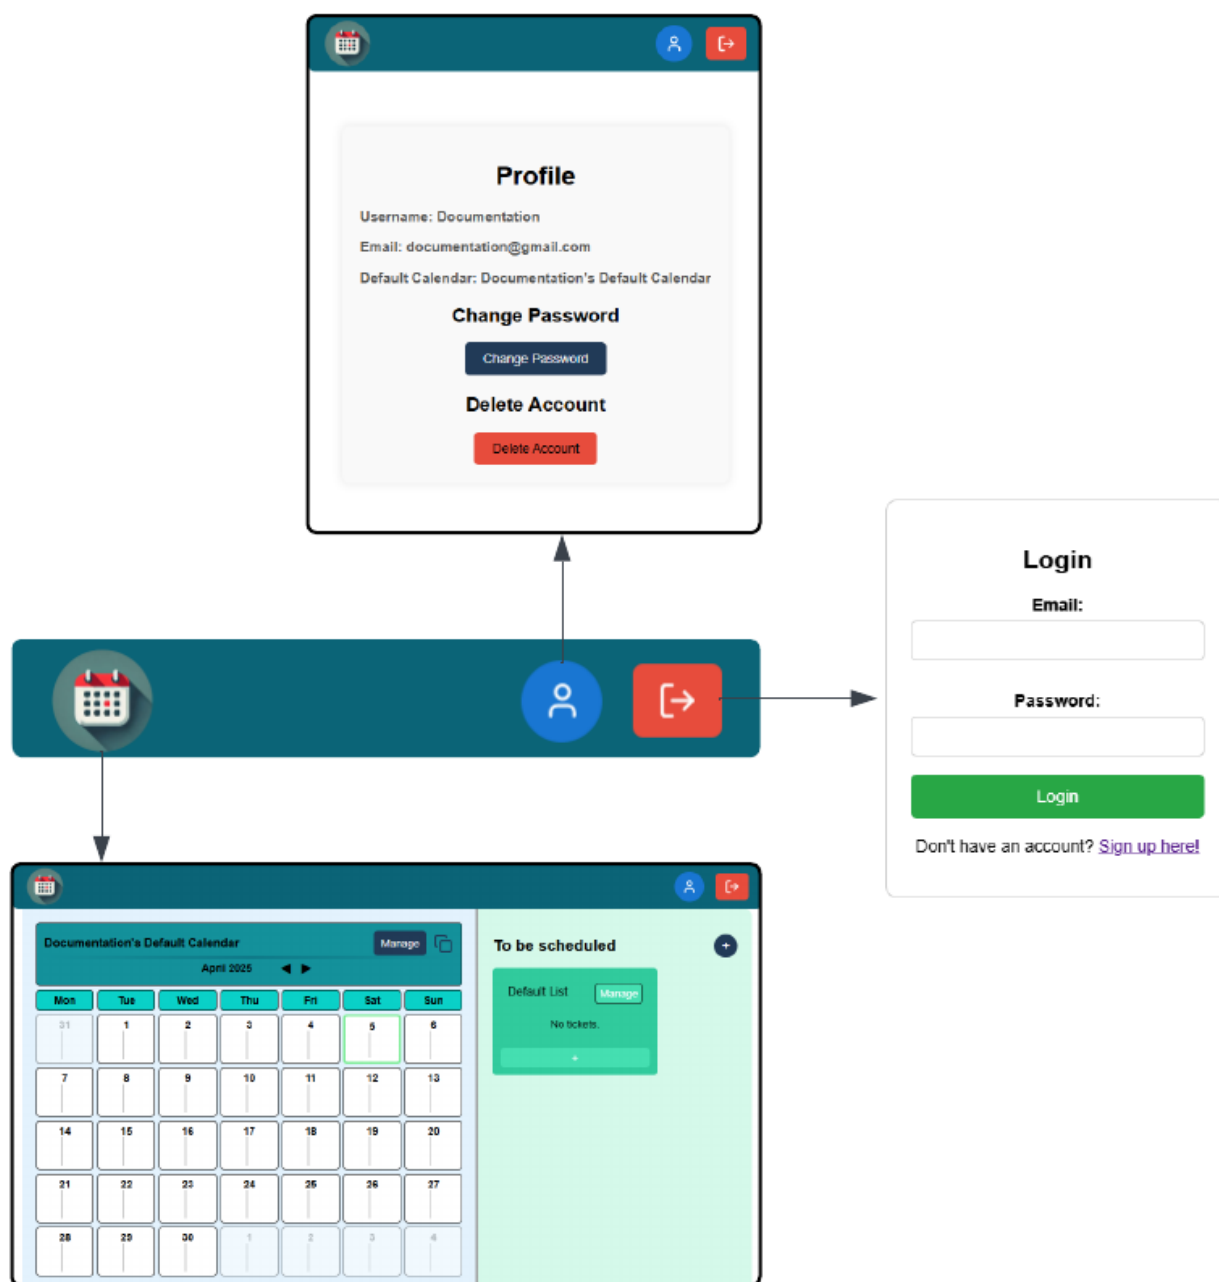 Profile
Username: Documentation
Email: documentation@gmail.com
Default Calendar: Documentation's Default Calendar
Change Password
Change Password
Delete Account
Delete Account
Login
Email:
Password:
Login
Don't have an account? Sign up here!
Documentation's Default Calendar Manage
April 2025
Mon Tue Wed Thu Fri Sat Sun
31 1 2 3 4 5 6
7 8 9 10 11 12 13
14 15 16 17 18 19 20
21 22 23 24 25 26 27
28 29 30 1 2 3 4
To be scheduled +
Default List Manage
No tickets.
+